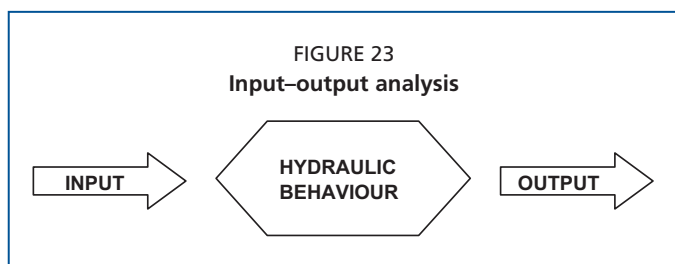 FIGURE 23
Input–output analysis
INPUT
HYDRAULIC
BEHAVIOUR
OUTPUT